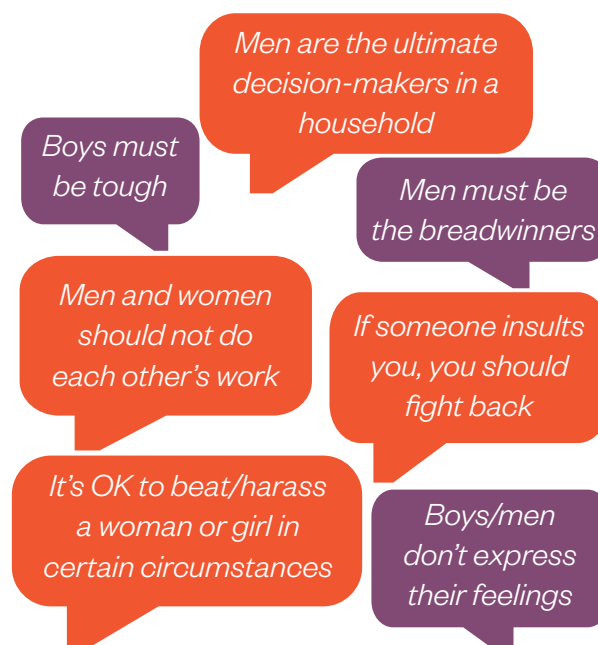 Men are the ultimate
decision-makers in a
household
Boys must
be tough
Men must be
the breadwinners
Men and women
should not do
each other’s work
If someone insults
you, you should
fight back
It’s OK to beat/harass
a woman or girl in
certain circumstances
Boys/men
don’t express
their feelings